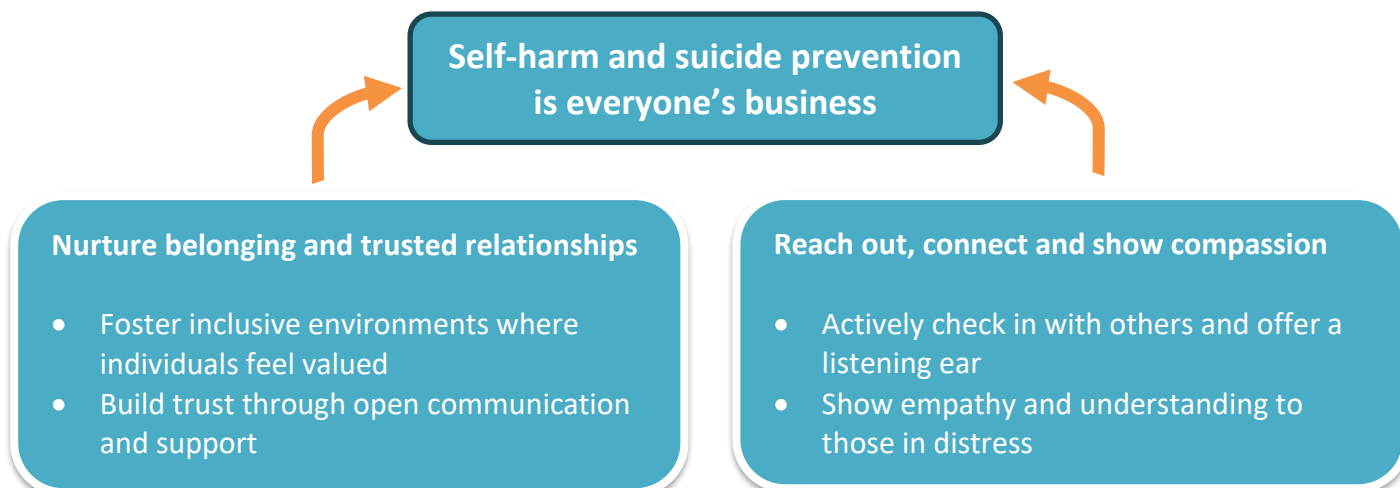 Self-harm and suicide prevention
is everyone’s business
Nurture belonging and trusted relationships
• Foster inclusive environments where
individuals feel valued
• Build trust through open communication
and support
Reach out, connect and show compassion
• Actively check in with others and offer a
listening ear
• Show empathy and understanding to
those in distress